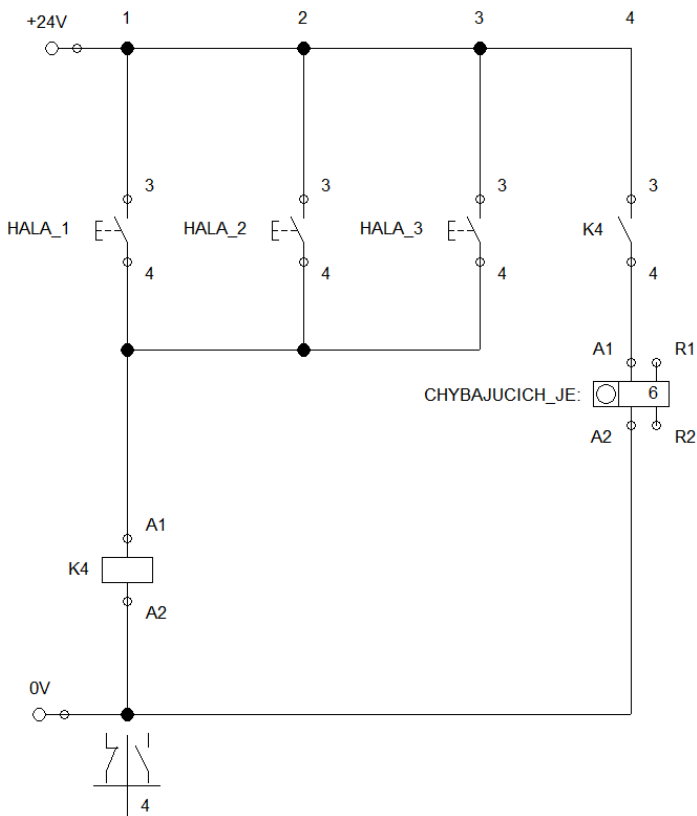 +24V 1 2 3 4
3 3 3 3
HALA_1 HALA_2 HALA_3 K4
4 4 4 4
A1 R1
CHYBAJUCICH_JE: 6
A2 R2
A1
K4
A2
0V
4